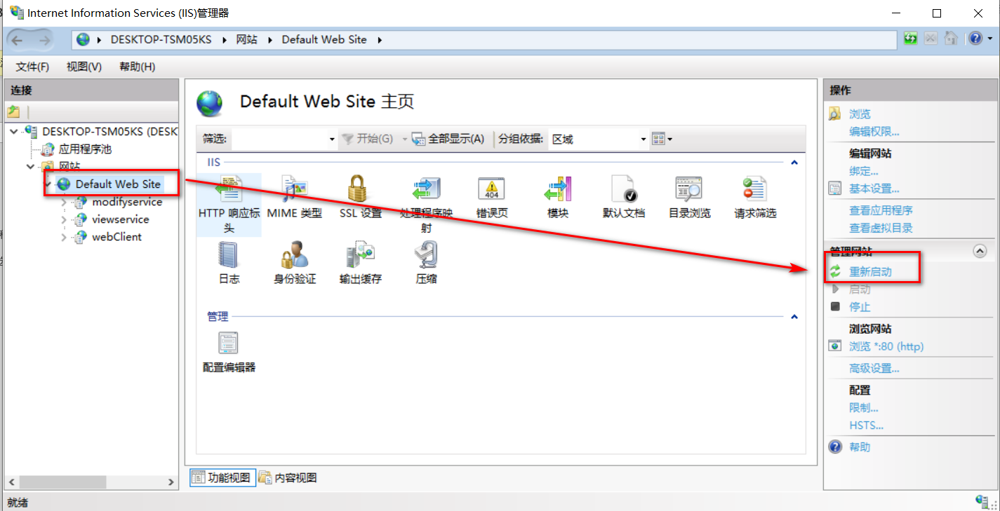 Internet Information Services (IIS)管理器
DESKTOP-TSM05KS 网站 Default Web Site
文件(F) 视图(V) 帮助(H)
连接
DESKTOP-TSM05KS (DESK
应用程序池
网站
Default Web Site
modifyservice
viewservice
webClient
Default Web Site 主页
筛选: 开始(G) 全部显示(A) 分组依据: 区域
IIS
HTTP 响应标头
MIME 类型
SSL 设置
处理程序映射
404
错误页
模块
默认文档
目录浏览
请求筛选
日志
身份验证
输出缓存
压缩
管理
配置编辑器
功能视图 内容视图
操作
浏览
编辑权限...
编辑网站
绑定...
基本设置...
查看应用程序
查看虚拟目录
管理网站
重新启动
启动
停止
浏览网站
浏览 *:80 (http)
高级设置...
配置
限制...
HSTS...
帮助
就绪